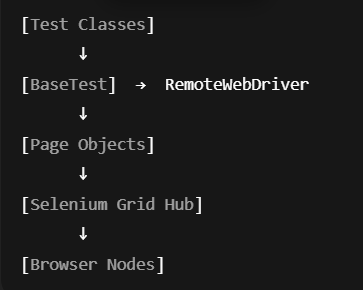 [Test Classes]
↓
[BaseTest] → RemoteWebDriver
↓
[Page Objects]
↓
[Selenium Grid Hub]
↓
[Browser Nodes]